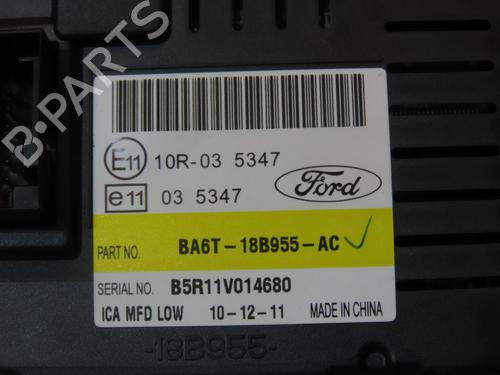 B-PARTS
E11 10R-03 5347
e11 03 5347
Ford
PART NO. BA6T-18B955-AC
SERIAL NO. B5R11V014680
ICA MFD LOW 10-12-11 MADE IN CHINA
-18B955-